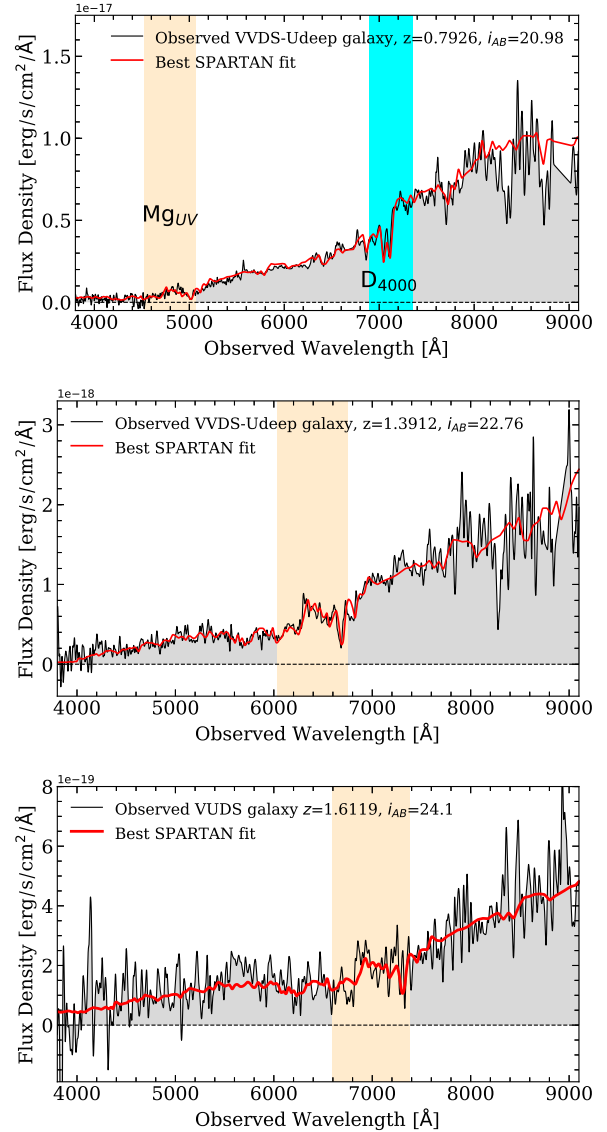 1e−17
Observed VVDS-Udeep galaxy, z=0.7926, i_AB=20.98
Best SPARTAN fit
1.5
1.0
0.5
0.0
Mg_UV
D_4000
Flux Density [erg/s/cm²/Å]
4000 5000 6000 7000 8000 9000
Observed Wavelength [Å]
1e−18
Observed VVDS-Udeep galaxy, z=1.3912, i_AB=22.76
Best SPARTAN fit
3
2
1
0
Flux Density [erg/s/cm²/Å]
4000 5000 6000 7000 8000 9000
Observed Wavelength [Å]
1e−19
Observed VUDS galaxy z=1.6119, i_AB=24.1
Best SPARTAN fit
8
6
4
2
0
−2
Flux Density [erg/s/cm²/Å]
4000 5000 6000 7000 8000 9000
Observed Wavelength [Å]